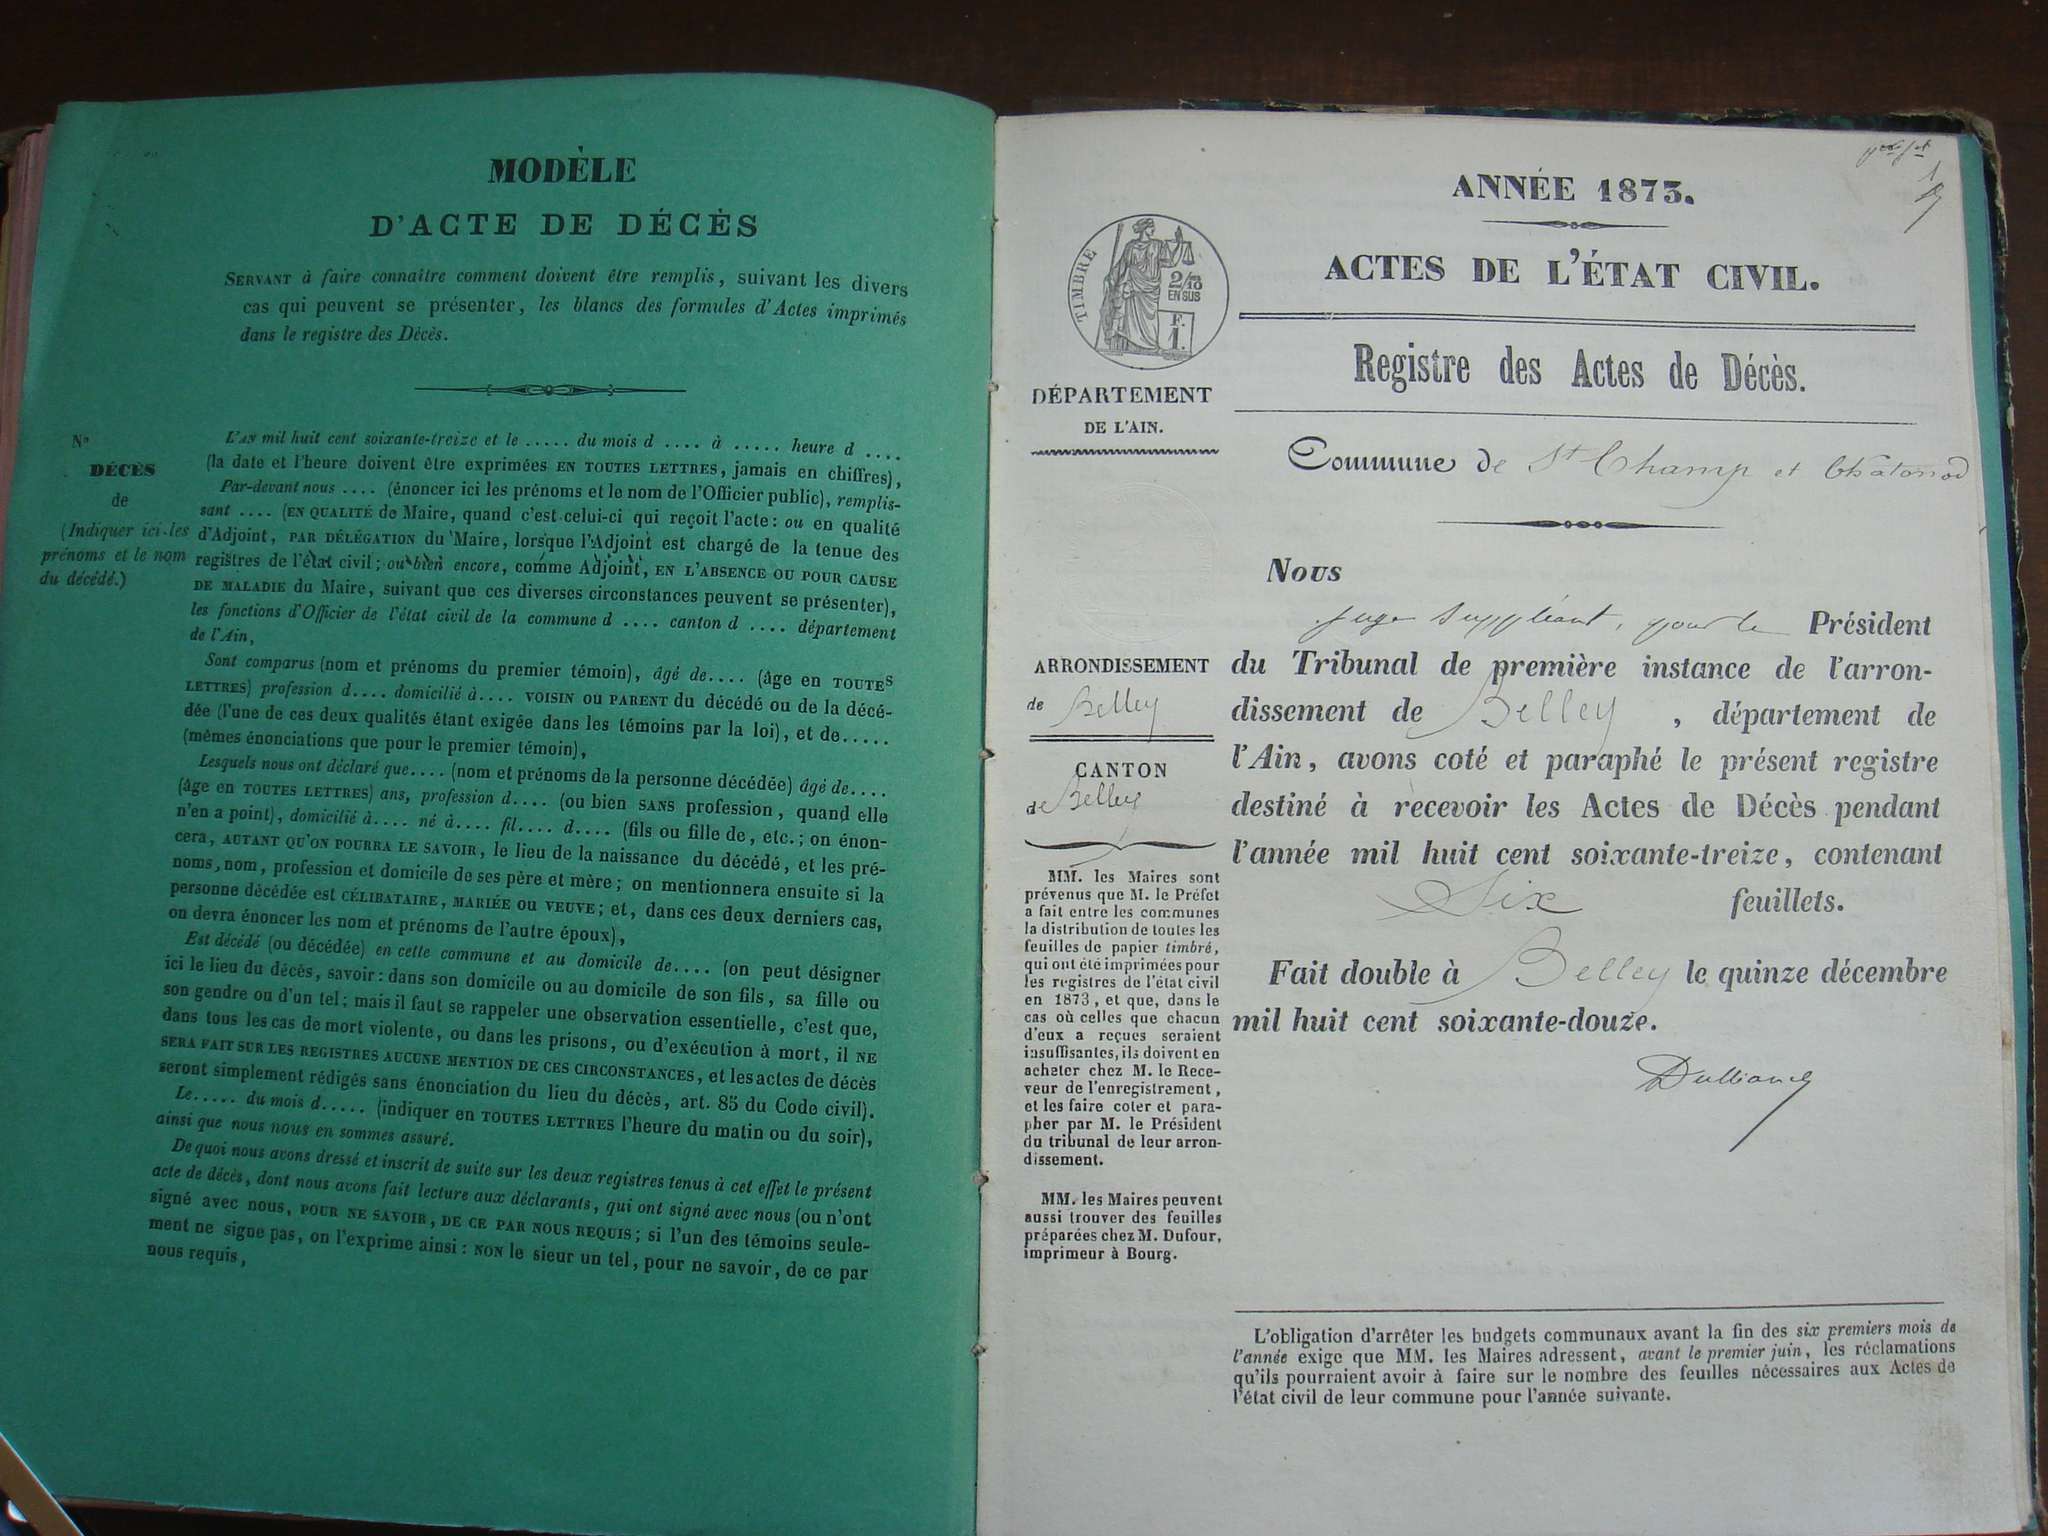 MODÈLE
D'ACTE DE DÉCÈS
SERVANT à faire connaître comment doivent être remplis, suivant les divers
cas qui peuvent se présenter, les blancs des formules d'Actes imprimés
dans le registre des Décès.
N°
DÉCÈS
de
(Indiquer ici les
prénoms et le nom
du décédé.)
L'AN mil huit cent soixante-treize et le ..... du mois d .... à ..... heure d ....
(la date et l'heure doivent être exprimées EN TOUTES LETTRES, jamais en chiffres),
Par-devant nous .... (énoncer ici les prénoms et le nom de l'Officier public), remplis-
sant .... (EN QUALITÉ de Maire, quand c'est celui-ci qui reçoit l'acte: ou en qualité
d'Adjoint, PAR DÉLÉGATION du Maire, lorsque l'Adjoint est chargé de la tenue des
registres de l'état civil; ou bien encore, comme Adjoint, EN L'ABSENCE OU POUR CAUSE
DE MALADIE du Maire, suivant que ces diverses circonstances peuvent se présenter),
les fonctions d'Officier de l'état civil de la commune d .... canton d .... département
de l'Ain,
Sont comparus (nom et prénoms du premier témoin), âgé de.... (âge en TOUTES
LETTRES) profession d.... domicilié à.... VOISIN OU PARENT du décédé ou de la décé-
dée (l'une de ces deux qualités étant exigée dans les témoins par la loi), et de.....
(mêmes énonciations que pour le premier témoin),
Lesquels nous ont déclaré que.... (nom et prénoms de la personne décédée) âgé de....
(âge en TOUTES LETTRES) ans, profession d.... (ou bien SANS profession, quand elle
n'en a point), domicilié à.... né à.... fil.... d.... (fils ou fille de, etc.; on énon-
cera, AUTANT QU'ON POURRA LE SAVOIR, le lieu de la naissance du décédé, et les pré-
noms, nom, profession et domicile de ses père et mère; on mentionnera ensuite si la
personne décédée est CÉLIBATAIRE, MARIÉE OU VEUVE; et, dans ces deux derniers cas,
on devra énoncer les nom et prénoms de l'autre époux),
Est décédé (ou décédée) en cette commune et au domicile de.... (on peut désigner
ici le lieu du décès, savoir: dans son domicile ou au domicile de son fils, sa fille ou
son gendre ou d'un tel; mais il faut se rappeler une observation essentielle, c'est que,
dans tous les cas de mort violente, ou dans les prisons, ou d'exécution à mort, il NE
SERA FAIT SUR LES REGISTRES AUCUNE MENTION DE CES CIRCONSTANCES, et les actes de décès
seront simplement rédigés sans énonciation du lieu du décès, art. 85 du Code civil).
Le..... du mois d..... (indiquer en TOUTES LETTRES l'heure du matin ou du soir),
ainsi que nous nous en sommes assuré.
De quoi nous avons dressé et inscrit de suite sur les deux registres tenus à cet effet le présent
acte de décès, dont nous avons fait lecture aux déclarants, qui ont signé avec nous (ou n'ont
signé avec nous, POUR NE SAVOIR, DE CE PAR NOUS REQUIS; si l'un des témoins seule-
ment ne signe pas, on l'exprime ainsi: NON le sieur un tel, pour ne savoir, de ce par
nous requis,
ANNÉE 1873.
ACTES DE L'ÉTAT CIVIL.
TIMBRE
2/10
EN SUS
F.
1.
Registre des Actes de Décès.
DÉPARTEMENT
DE L'AIN.
Commune de St Champ et Chatonod
Nous
juge suppléant, pour le Président
du Tribunal de première instance de l'arron-
dissement de Belley, département de
l'Ain, avons coté et paraphé le présent registre
destiné à recevoir les Actes de Décès pendant
l'année mil huit cent soixante-treize, contenant
Six feuillets.
Fait double à Belley le quinze décembre
mil huit cent soixante-douze.
ARRONDISSEMENT
de Belley
CANTON
de Belley
MM. les Maires sont
prévenus que M. le Préfet
a fait entre les communes
la distribution de toutes les
feuilles de papier timbré,
qui ont été imprimées pour
les registres de l'état civil
en 1873, et que, dans le
cas où celles que chacun
d'eux a reçues seraient
insuffisantes, ils doivent en
acheter chez M. le Rece-
veur de l'enregistrement,
et les faire coter et para-
pher par M. le Président
du tribunal de leur arron-
dissement.
MM. les Maires peuvent
aussi trouver des feuilles
préparées chez M. Dufour,
imprimeur à Bourg.
L'obligation d'arrêter les budgets communaux avant la fin des six premiers mois de
l'année exige que MM. les Maires adressent, avant le premier juin, les réclamations
qu'ils pourraient avoir à faire sur le nombre des feuilles nécessaires aux Actes de
l'état civil de leur commune pour l'année suivante.